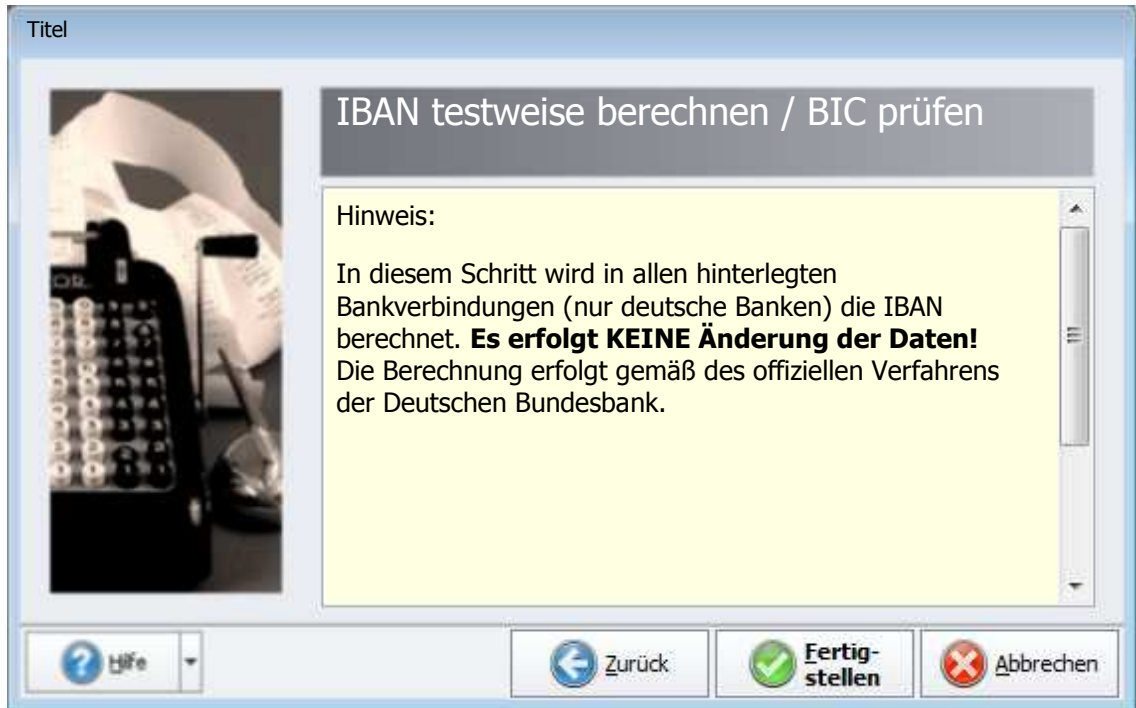 Titel
IBAN testweise berechnen / BIC prüfen
Hinweis:
In diesem Schritt wird in allen hinterlegten
Bankverbindungen (nur deutsche Banken) die IBAN
berechnet. Es erfolgt KEINE Änderung der Daten!
Die Berechnung erfolgt gemäß des offiziellen Verfahrens
der Deutschen Bundesbank.
OR
Hilfe
Zurück
Fertig-
stellen
Abbrechen